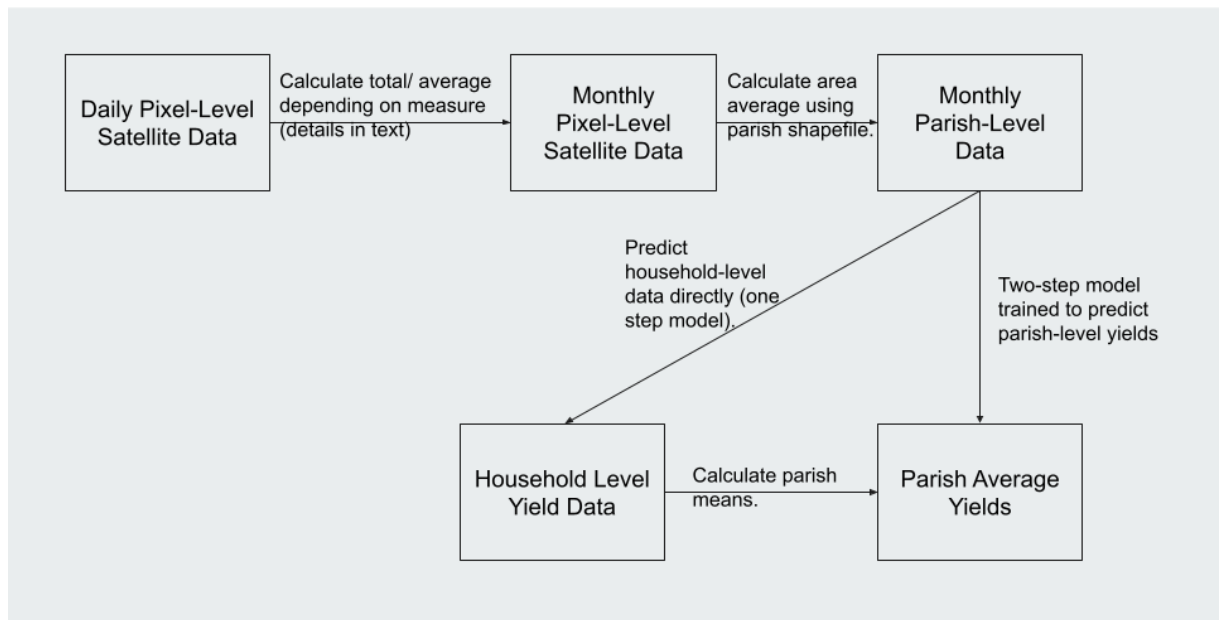 Daily Pixel-Level
Satellite Data
Calculate total/ average
depending on measure
(details in text)
Monthly
Pixel-Level
Satellite Data
Calculate area
average using
parish shapefile.
Monthly
Parish-Level
Data
Predict
household-level
data directly (one
step model).
Two-step model
trained to predict
parish-level yields
Household Level
Yield Data
Calculate parish
means.
Parish Average
Yields